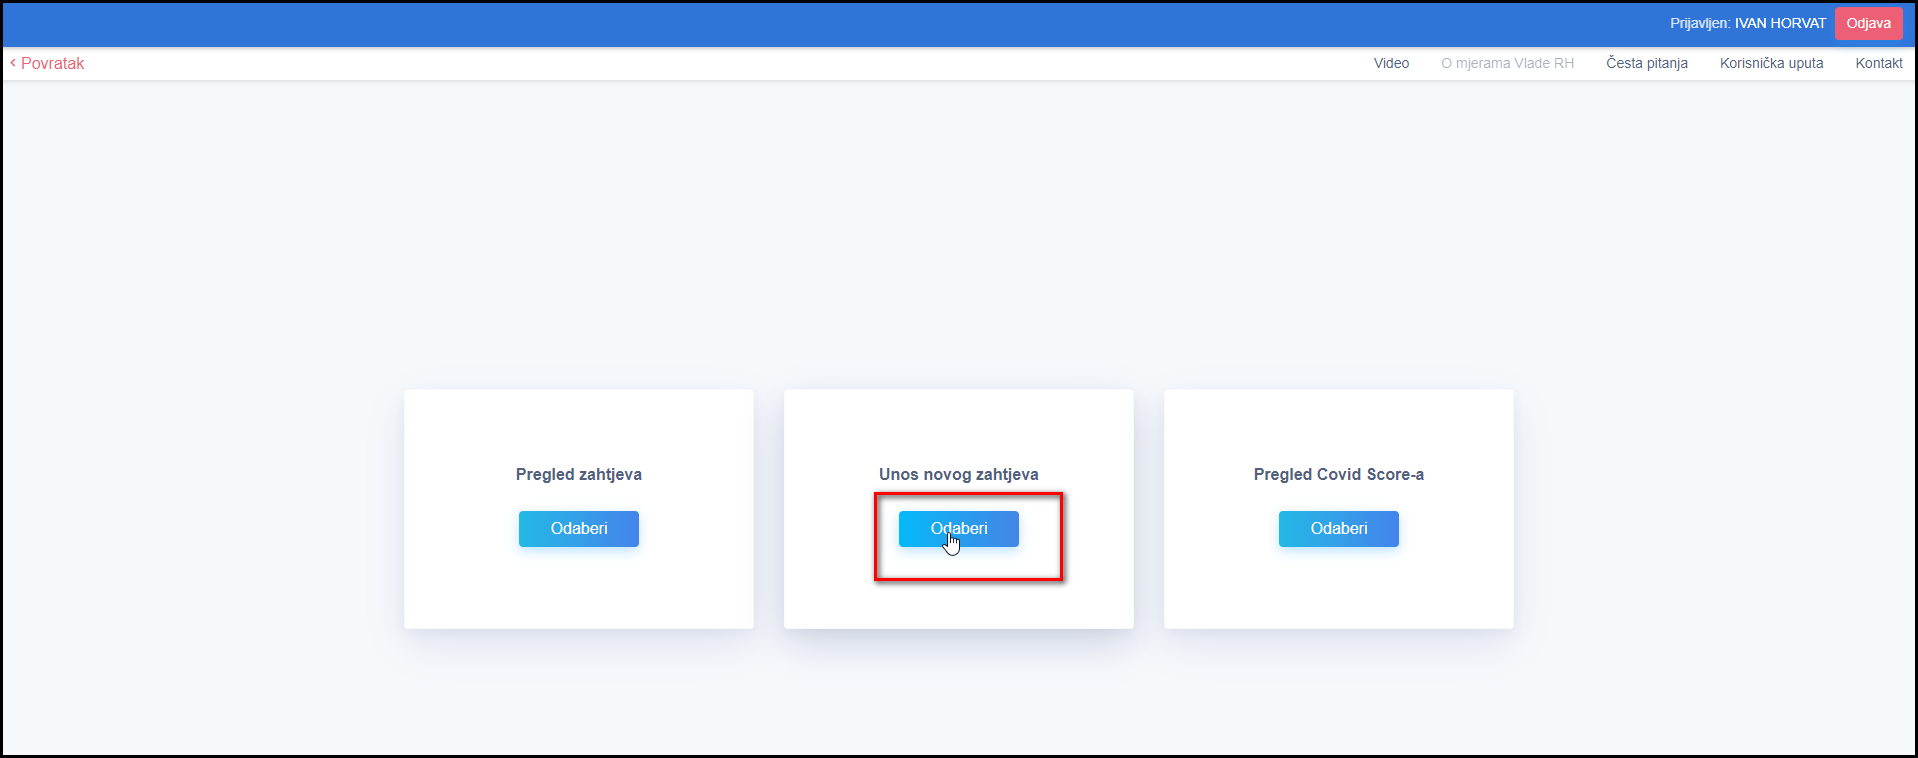 Prijavljen: IVAN HORVAT Odjava
‹ Povratak Video O mjerama Vlade RH Česta pitanja Korisnička uputa Kontakt
Pregled zahtjeva
Odaberi
Unos novog zahtjeva
Odaberi
Pregled Covid Score-a
Odaberi